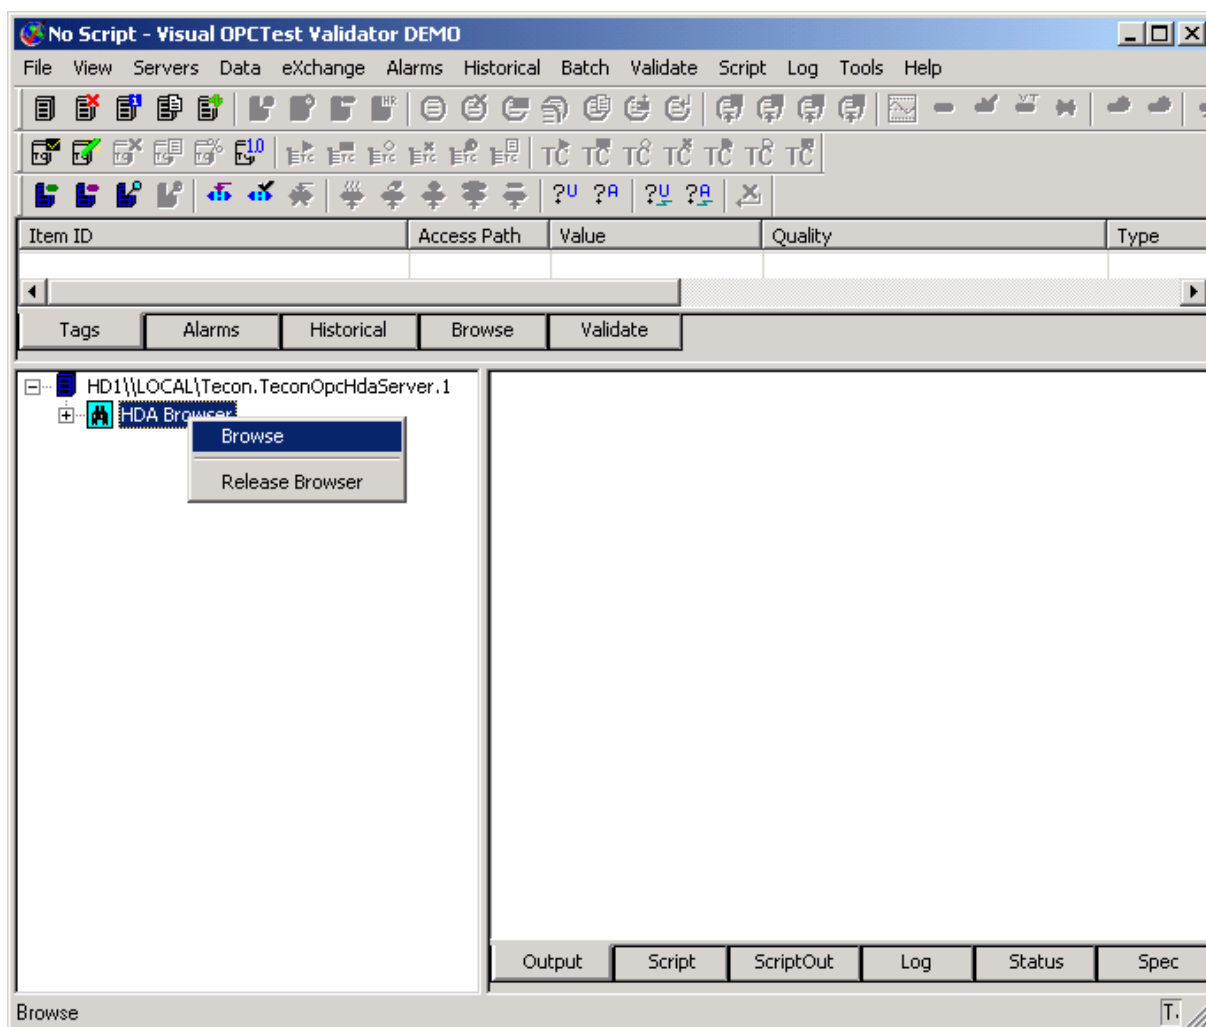 No Script - Visual OPCTest Validator DEMO
File View Servers Data eXchange Alarms Historical Batch Validate Script Log Tools Help
Item ID Access Path Value Quality Type
Tags Alarms Historical Browse Validate
HD1\\LOCAL\Tecon.TeconOpcHdaServer.1
HDA Browser
Browse
Release Browser
Output Script ScriptOut Log Status Spec
Browse T.